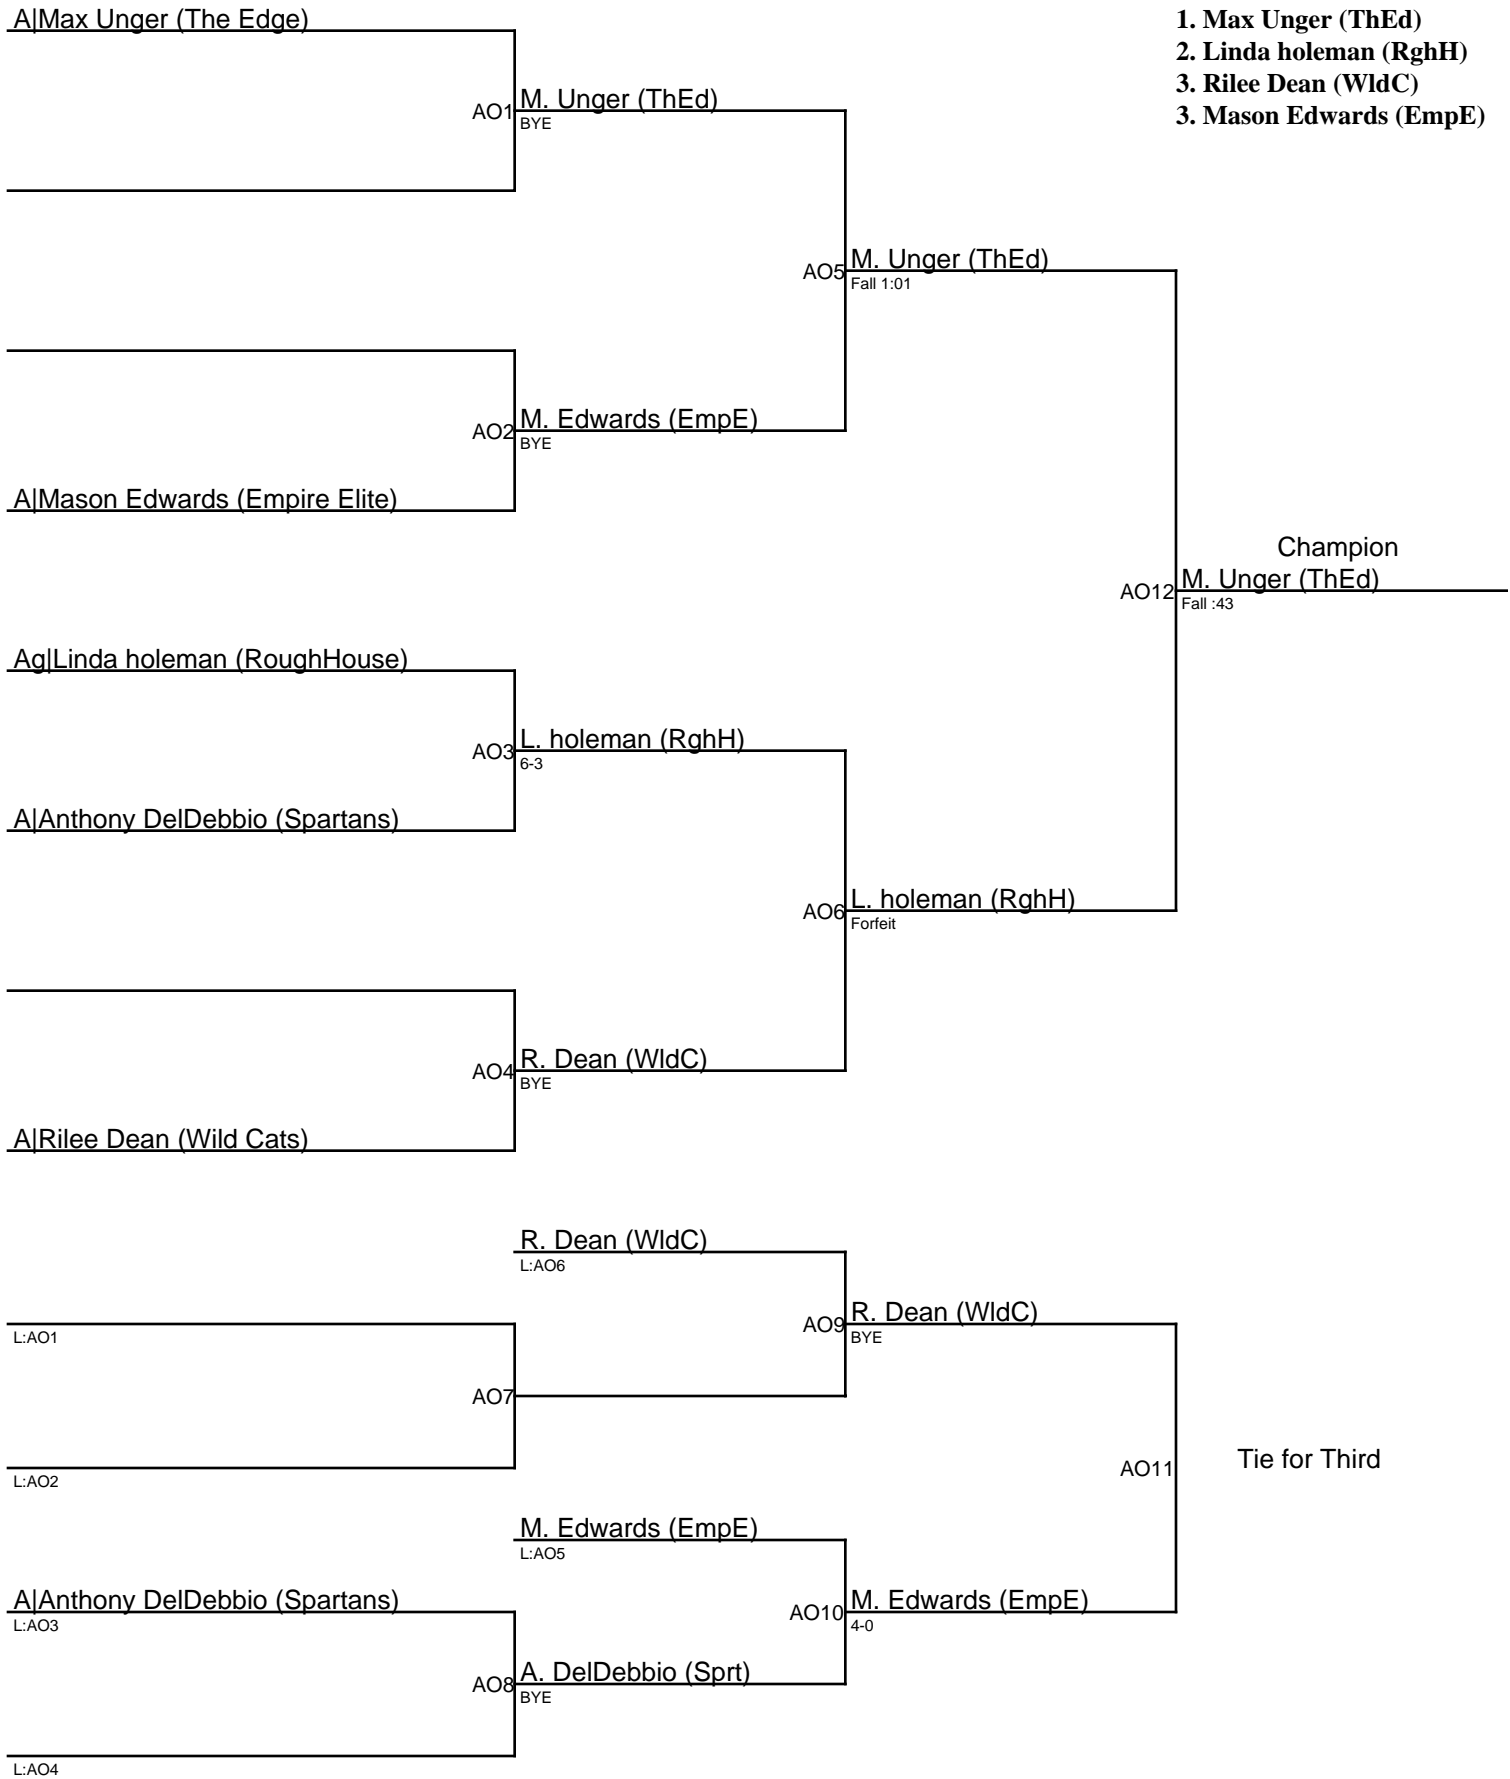 A|Max Unger (The Edge)
1. Max Unger (ThEd)
2. Linda holeman (RghH)
3. Rilee Dean (WldC)
3. Mason Edwards (EmpE)
AO1 M. Unger (ThEd)
BYE
AO5 M. Unger (ThEd)
Fall 1:01
AO2 M. Edwards (EmpE)
BYE
A|Mason Edwards (Empire Elite)
Champion
AO12 M. Unger (ThEd)
Fall :43
Ag|Linda holeman (RoughHouse)
AO3 L. holeman (RghH)
6-3
A|Anthony DelDebbio (Spartans)
AO6 L. holeman (RghH)
Forfeit
AO4 R. Dean (WldC)
BYE
A|Rilee Dean (Wild Cats)
R. Dean (WldC)
L:AO6
L:AO1
AO9 R. Dean (WldC)
BYE
AO7
L:AO2
AO11
Tie for Third
M. Edwards (EmpE)
L:AO5
A|Anthony DelDebbio (Spartans)
L:AO3
AO10 M. Edwards (EmpE)
4-0
AO8 A. DelDebbio (Sprt)
BYE
L:AO4